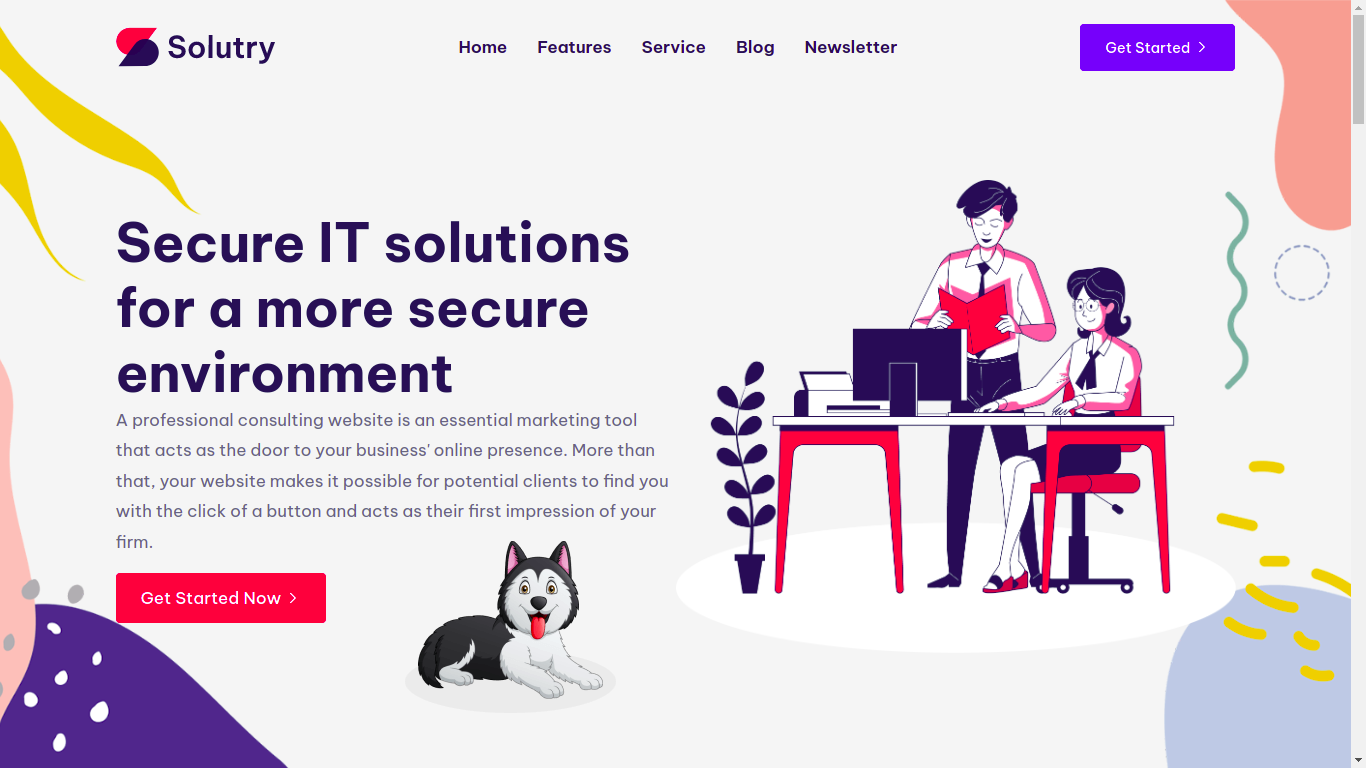 Solutry
Home Features Service Blog Newsletter
Get Started
Secure IT solutions
for a more secure
environment
A professional consulting website is an essential marketing tool
that acts as the door to your business' online presence. More than
that, your website makes it possible for potential clients to find you
with the click of a button and acts as their first impression of your
firm.
Get Started Now